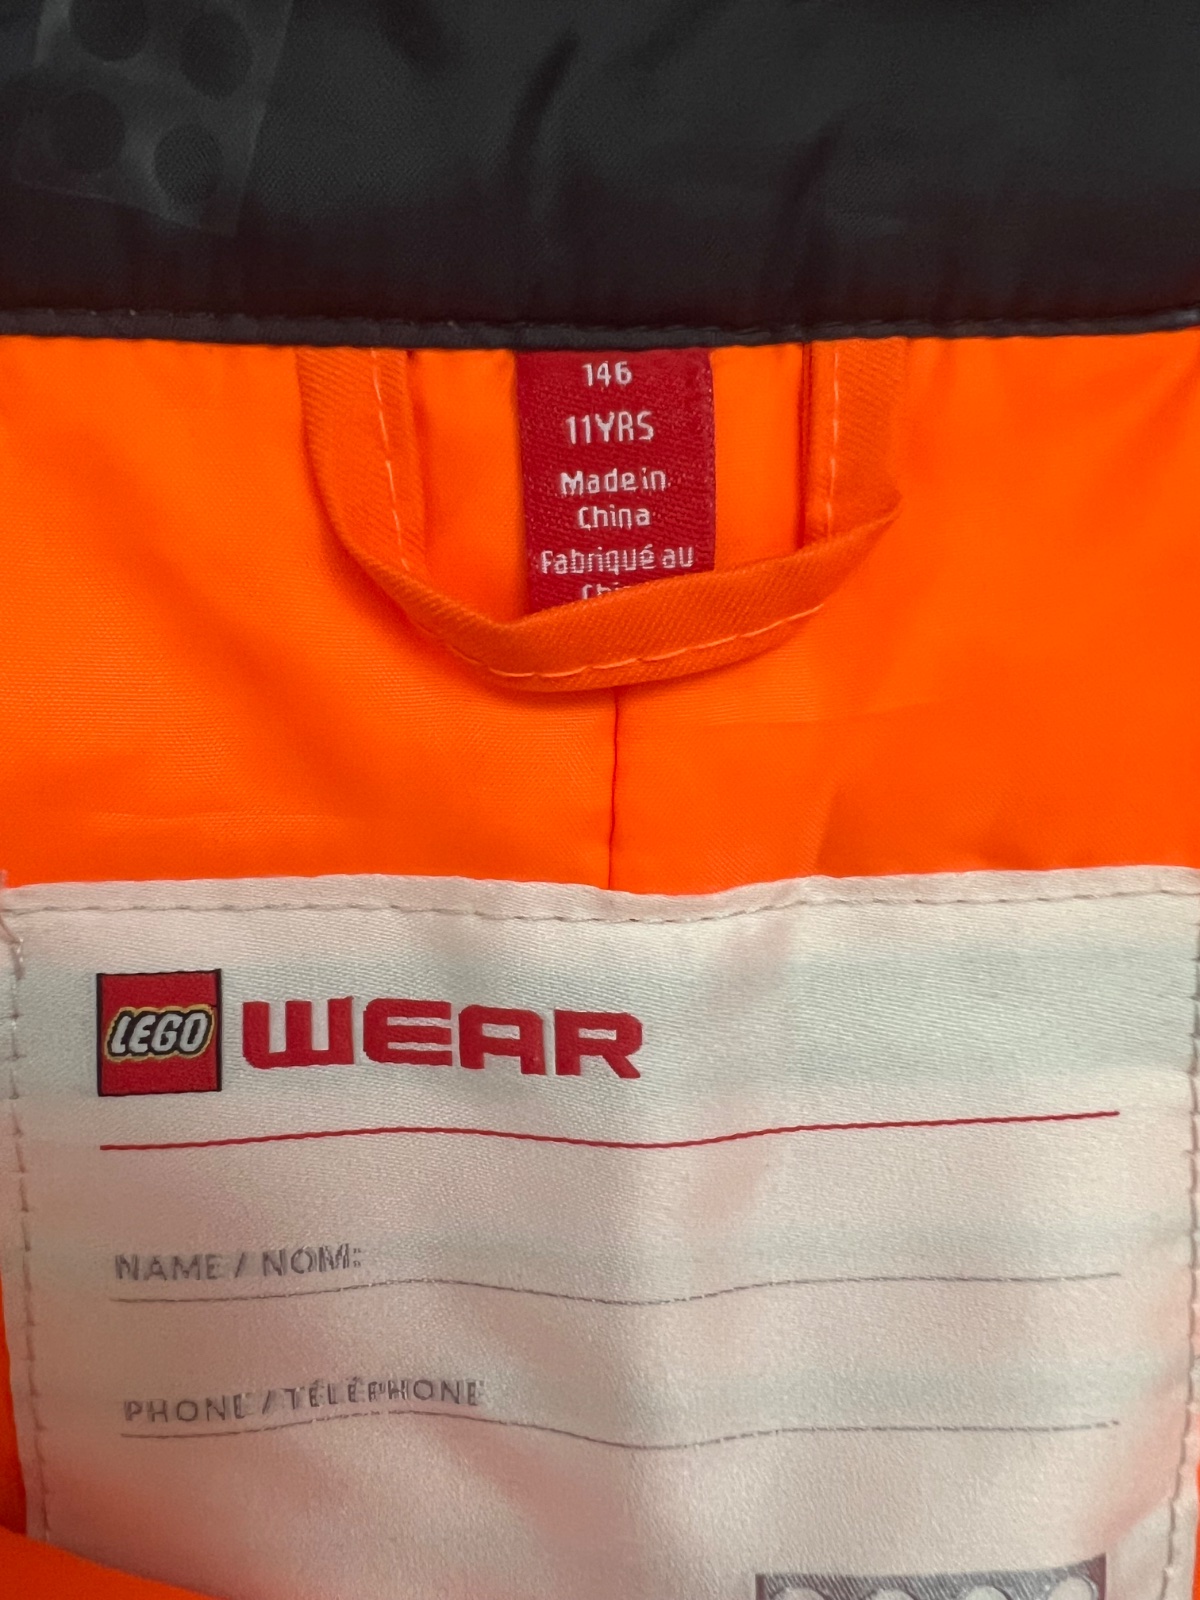 146
11YRS
Made in
China
Fabriqué au
LEGO WEAR
NAME / NOM:
PHONE / TÉLÉPHONE